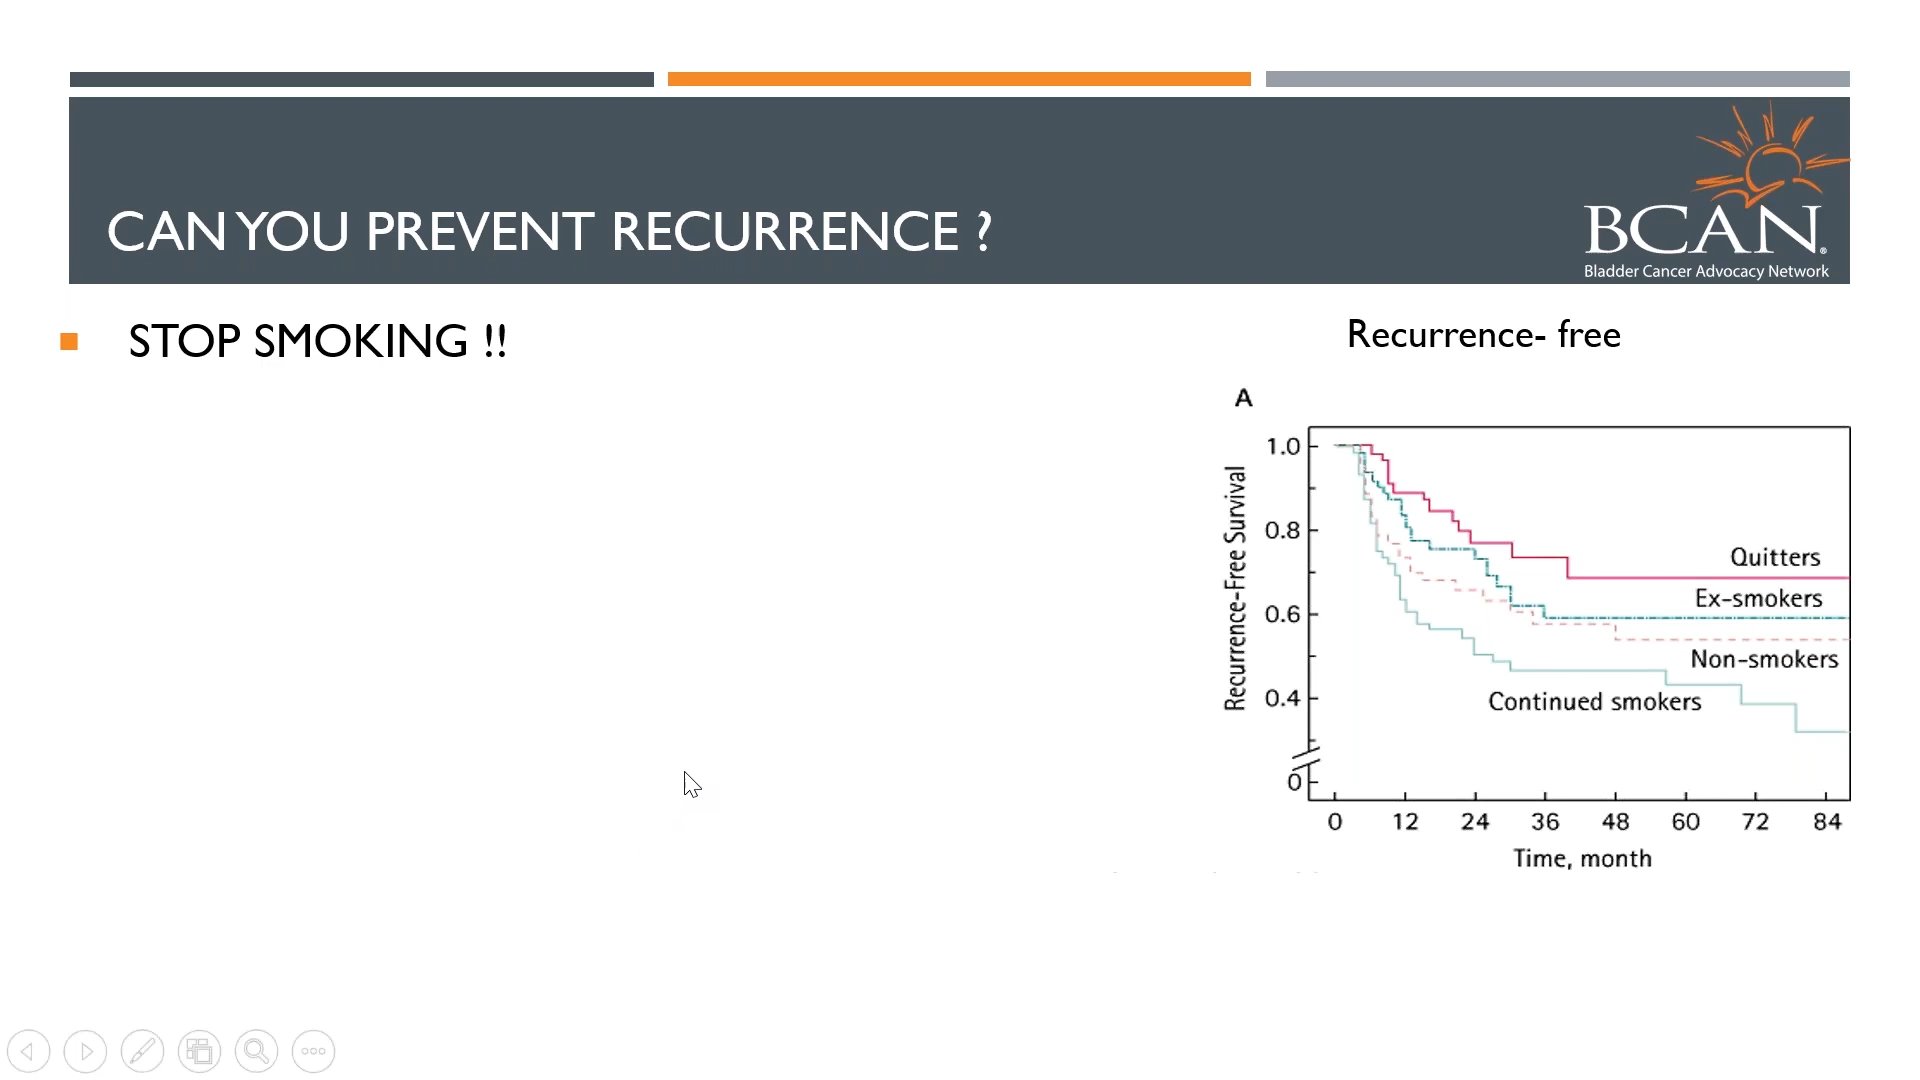 CAN YOU PREVENT RECURRENCE ?
BCAN®
Bladder Cancer Advocacy Network
STOP SMOKING !!
Recurrence- free
A
Recurrence-Free Survival
1.0
0.8
0.6
0.4
0
Quitters
Ex-smokers
Non-smokers
Continued smokers
0 12 24 36 48 60 72 84
Time, month